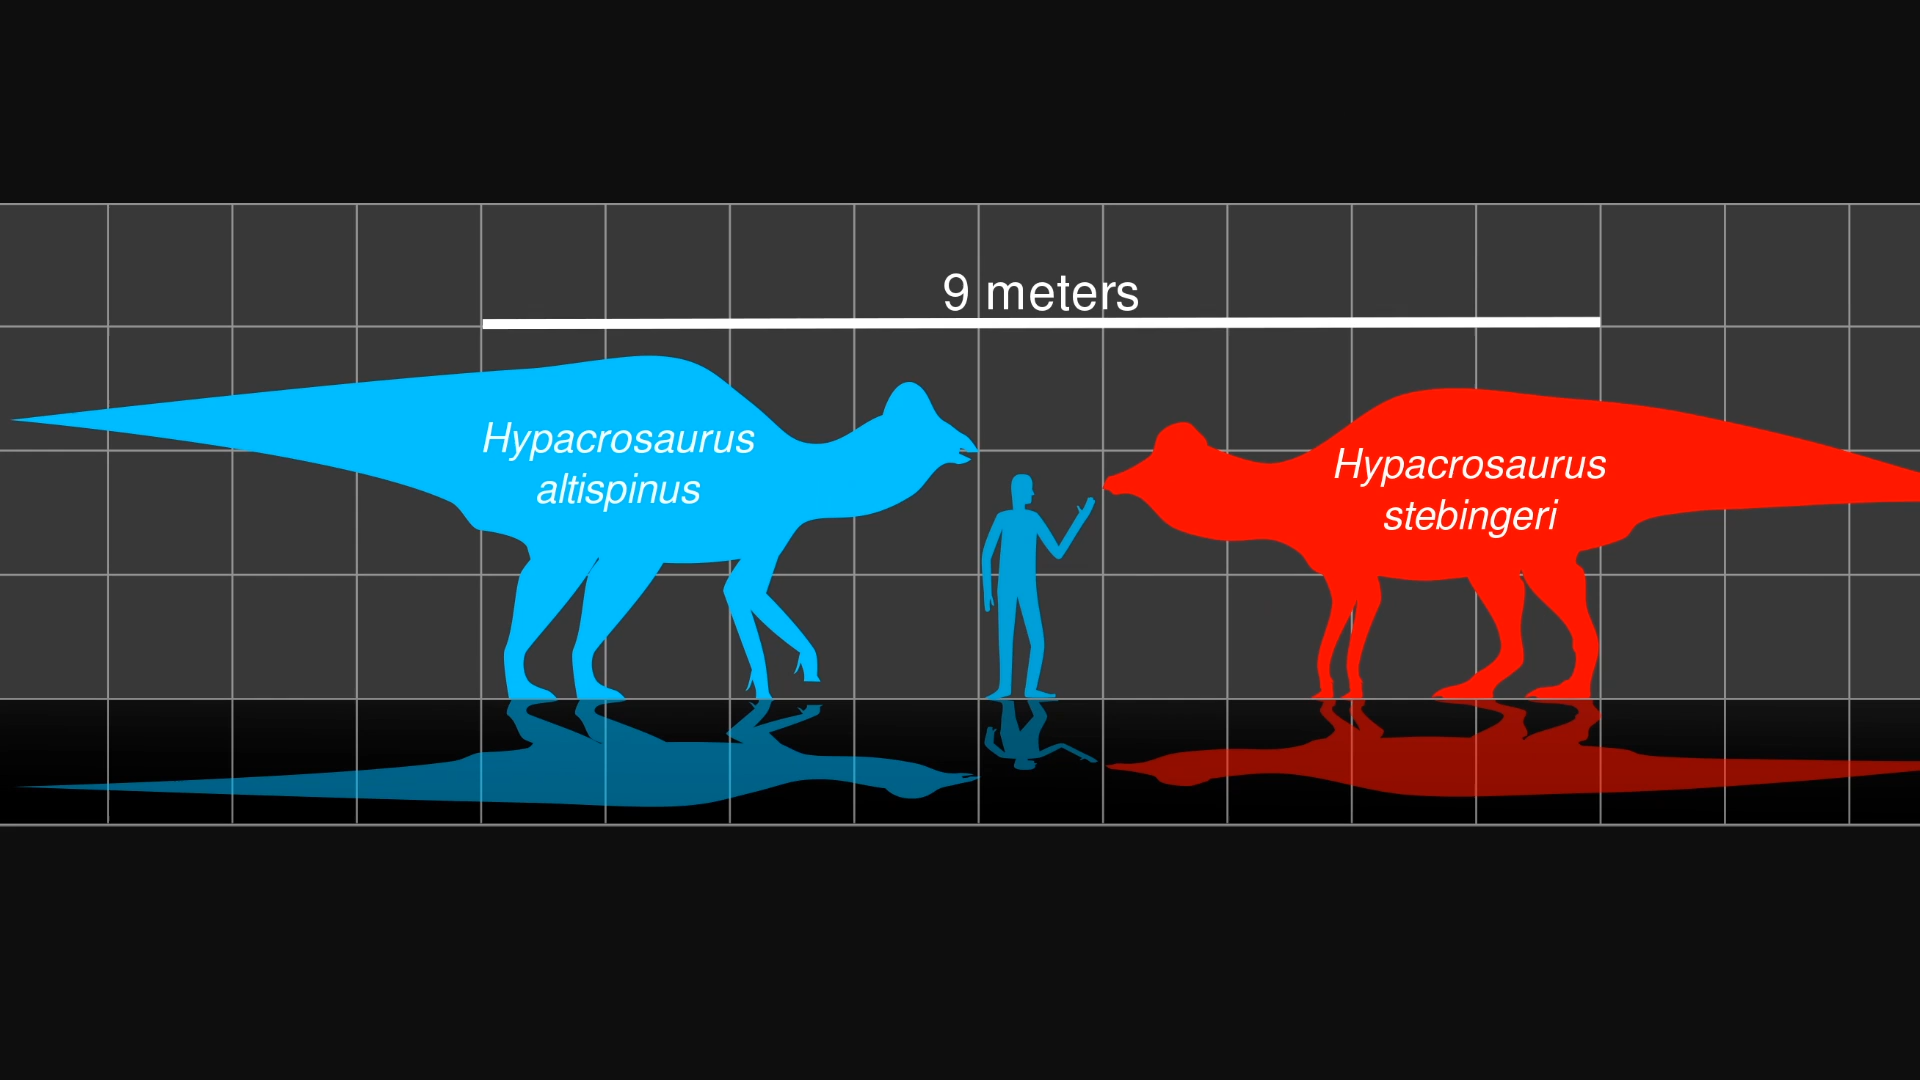 9 meters
Hypacrosaurus
altispinus
Hypacrosaurus
stebingeri